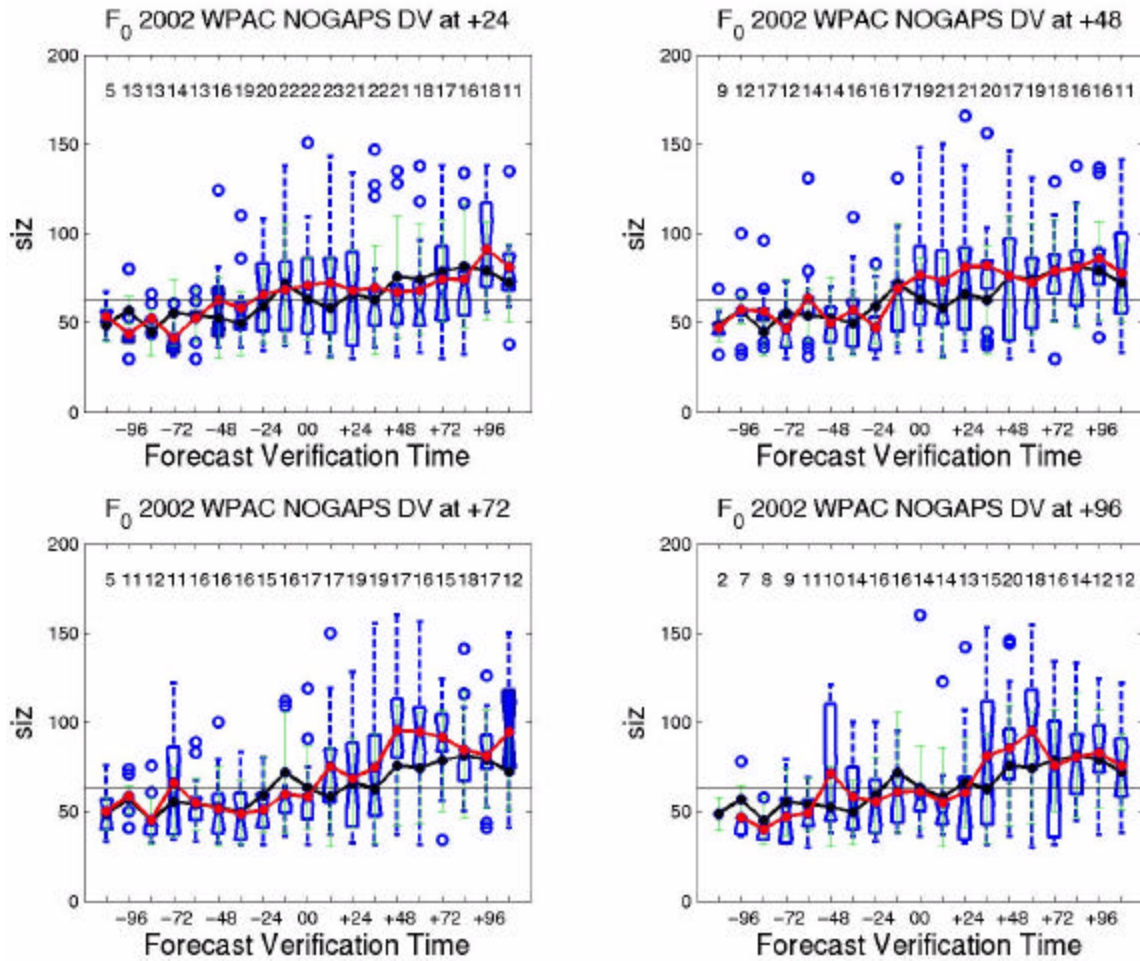 F0 2002 WPAC NOGAPS DV at +24
200
150
100
50
0
siz
5 13 13 14 13 16 19 20 22 22 23 21 22 21 18 17 16 18 11
−96 −72 −48 −24 00 +24 +48 +72 +96
Forecast Verification Time
F0 2002 WPAC NOGAPS DV at +48
200
150
100
50
0
siz
9 12 17 12 14 14 16 16 17 19 21 21 20 17 19 18 16 16 11
−96 −72 −48 −24 00 +24 +48 +72 +96
Forecast Verification Time
F0 2002 WPAC NOGAPS DV at +72
200
150
100
50
0
siz
5 11 12 11 16 16 16 15 16 17 17 19 19 17 16 15 18 17 12
−96 −72 −48 −24 00 +24 +48 +72 +96
Forecast Verification Time
F0 2002 WPAC NOGAPS DV at +96
200
150
100
50
0
siz
2 7 8 9 11 10 14 16 16 14 14 13 15 20 18 16 14 12 12
−96 −72 −48 −24 00 +24 +48 +72 +96
Forecast Verification Time